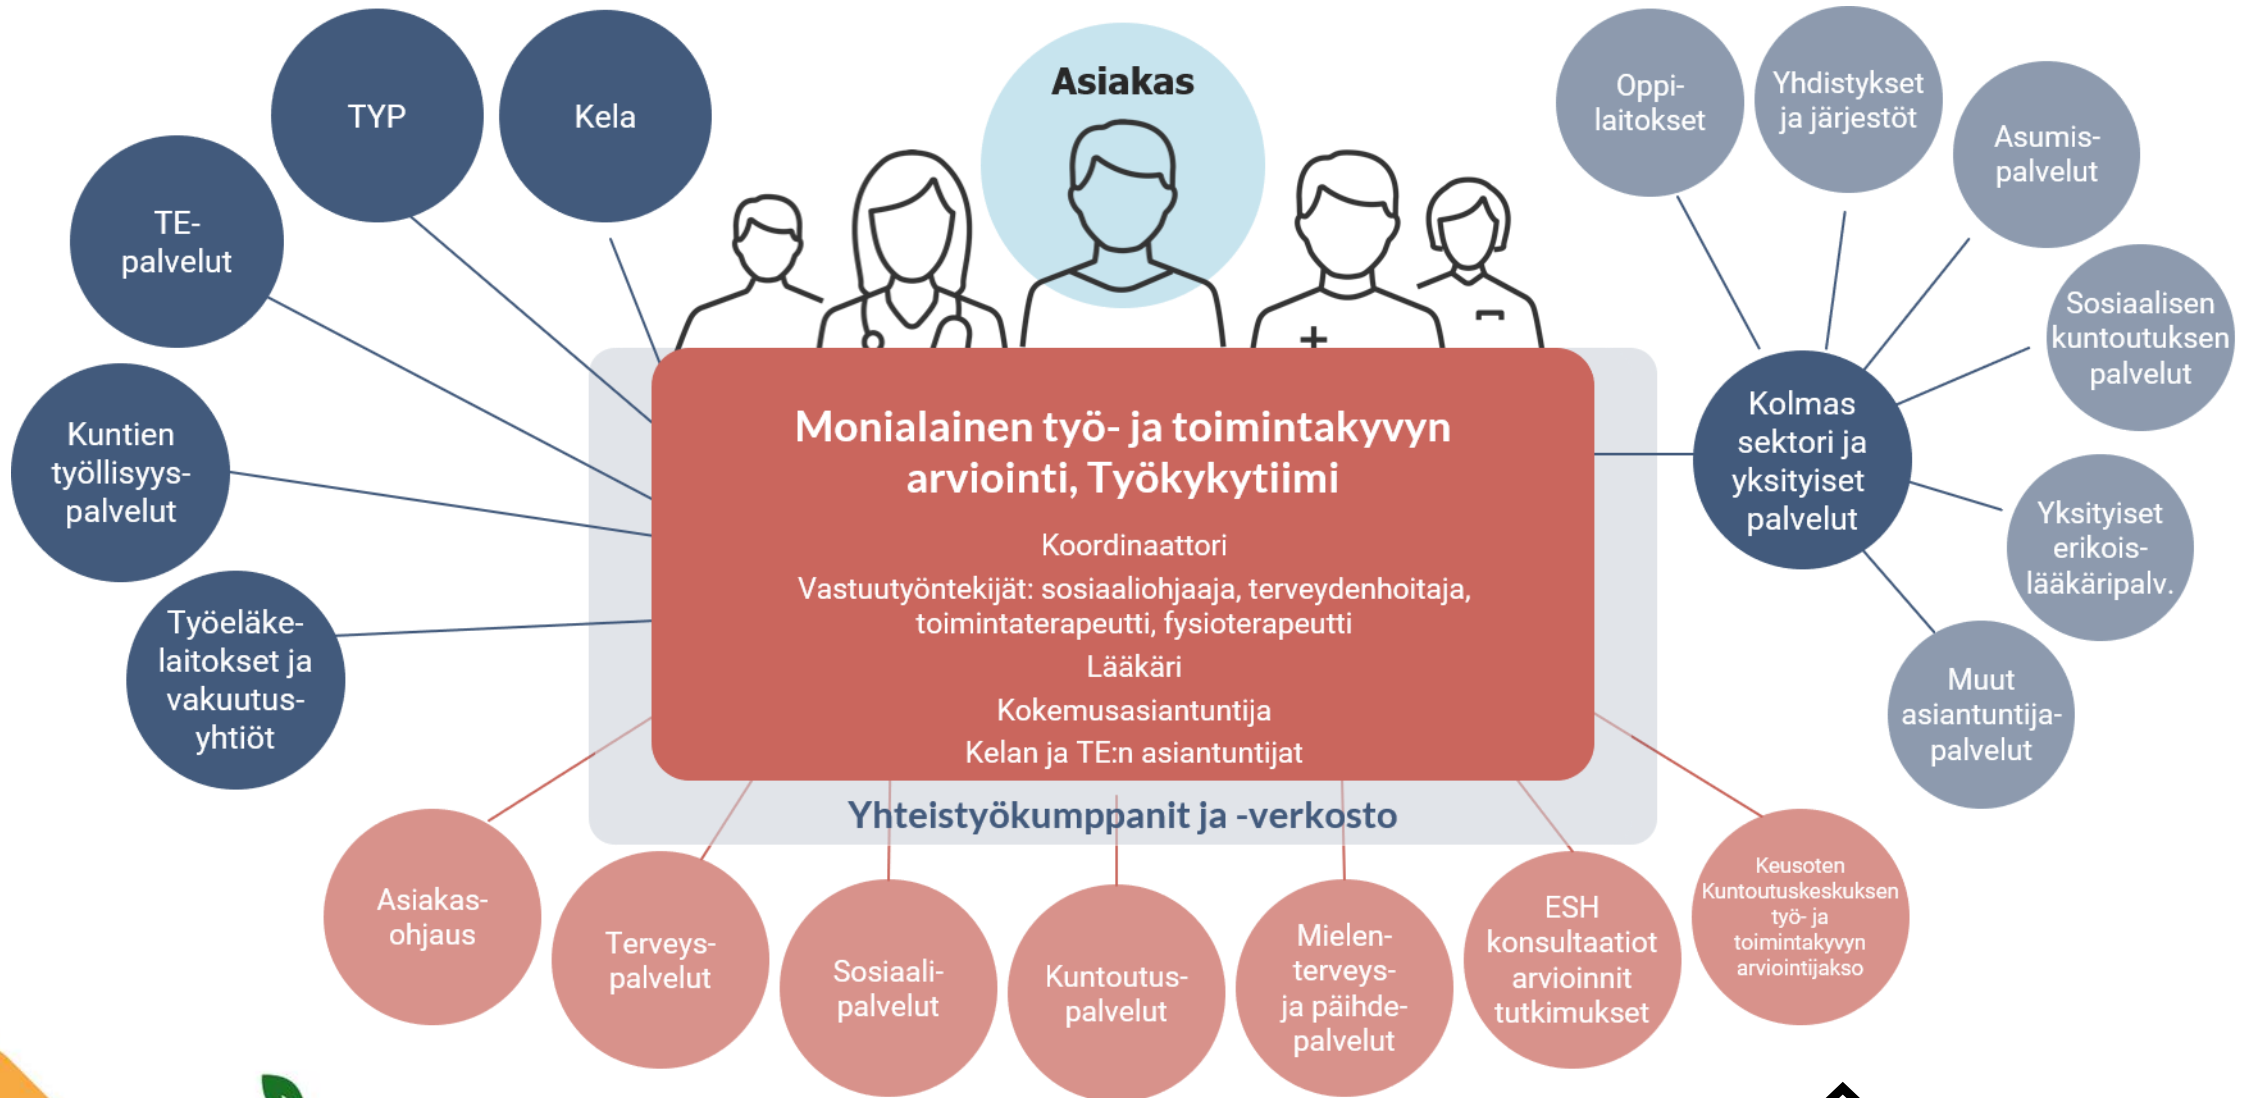 TYP
Kela
TE-
palvelut
Kuntien
työllisyys-
palvelut
Työeläke-
laitokset ja
vakuutus-
yhtiöt
Asiakas
Monialainen työ- ja toimintakyvyn
arviointi, Työkykytiimi
Koordinaattori
Vastuutyöntekijät: sosiaaliohjaaja, terveydenhoitaja,
toimintaterapeutti, fysioterapeutti
Lääkäri
Kokemusasiantuntija
Kelan ja TE:n asiantuntijat
Yhteistyökumppanit ja -verkosto
Oppi-
laitokset
Yhdistykset
ja järjestöt
Asumis-
palvelut
Sosiaalisen
kuntoutuksen
palvelut
Kolmas
sektori ja
yksityiset
palvelut
Yksityiset
erikois-
lääkäripalv.
Muut
asiantuntija-
palvelut
Asiakas-
ohjaus
Terveys-
palvelut
Sosiaali-
palvelut
Kuntoutus-
palvelut
Mielen-
terveys-
ja päihde-
palvelut
ESH
konsultaatiot
arvioinnit
tutkimukset
Keusoten
Kuntoutuskeskuksen
työ- ja
toimintakyvyn
arviointijakso